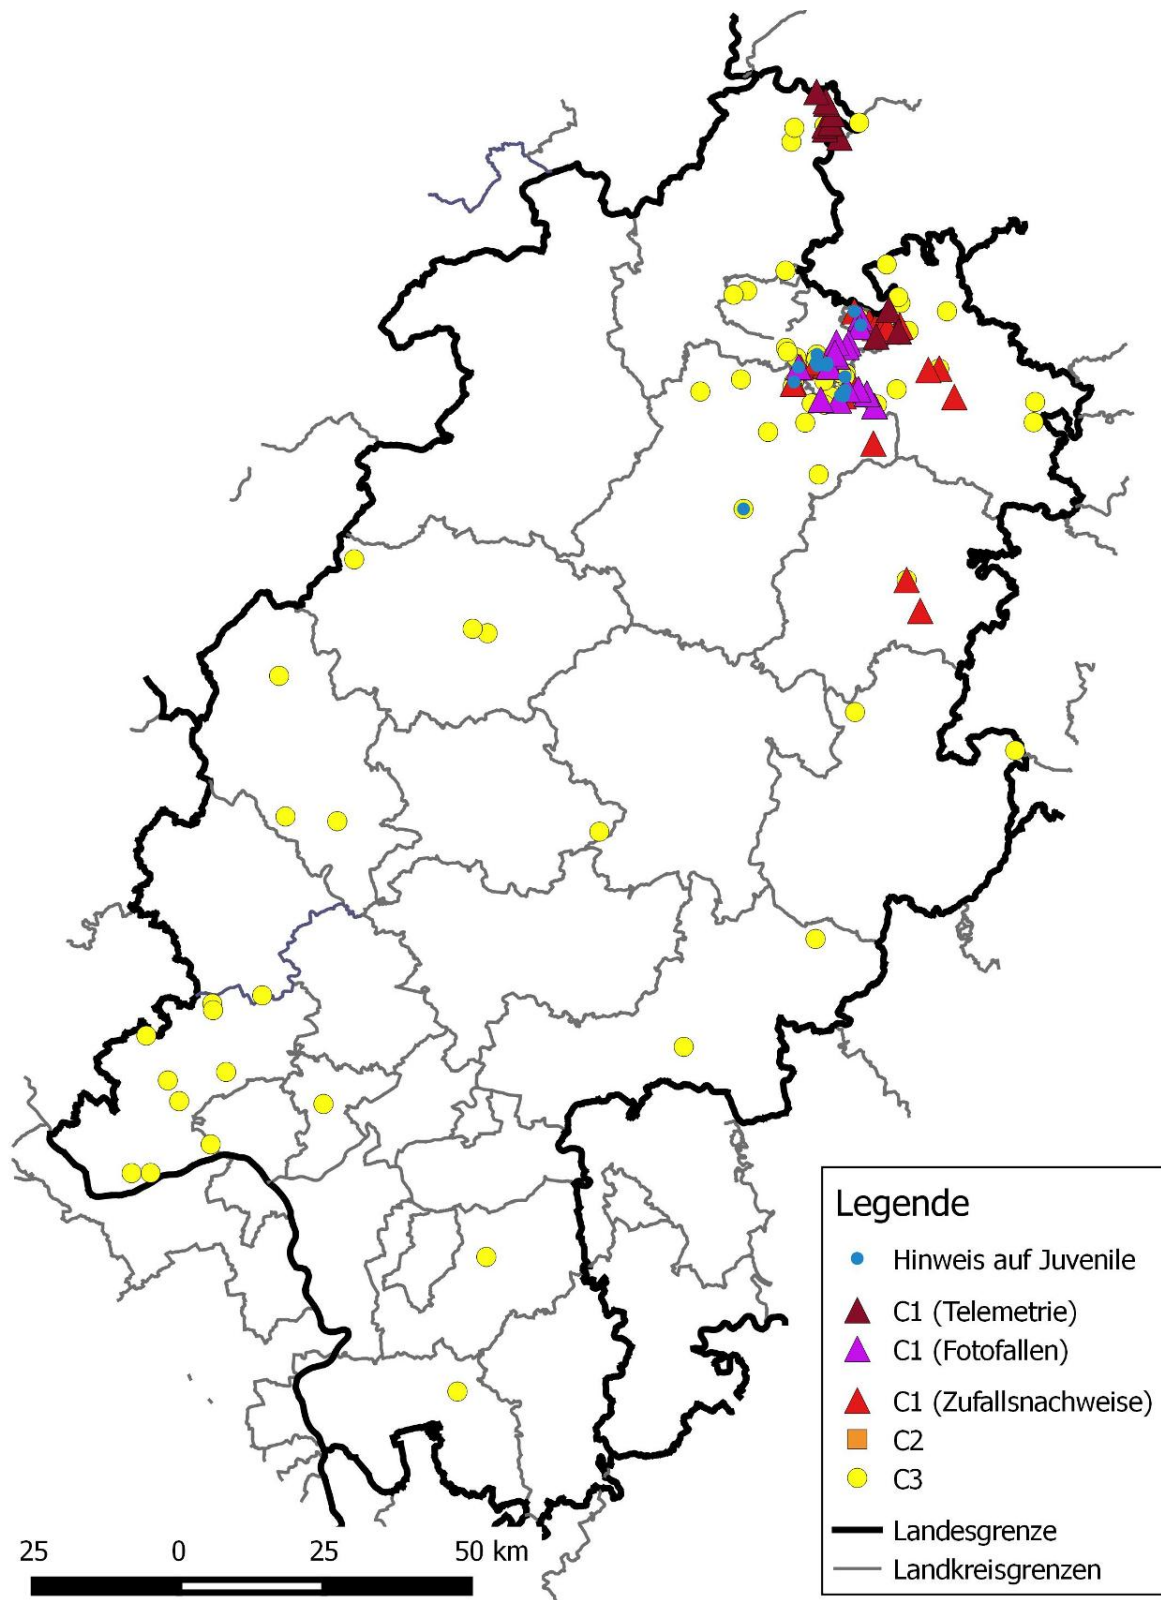 Legende
Hinweis auf Juvenile
C1 (Telemetrie)
C1 (Fotofallen)
C1 (Zufallsnachweise)
C2
C3
Landesgrenze
Landkreisgrenzen
25 0 25 50 km